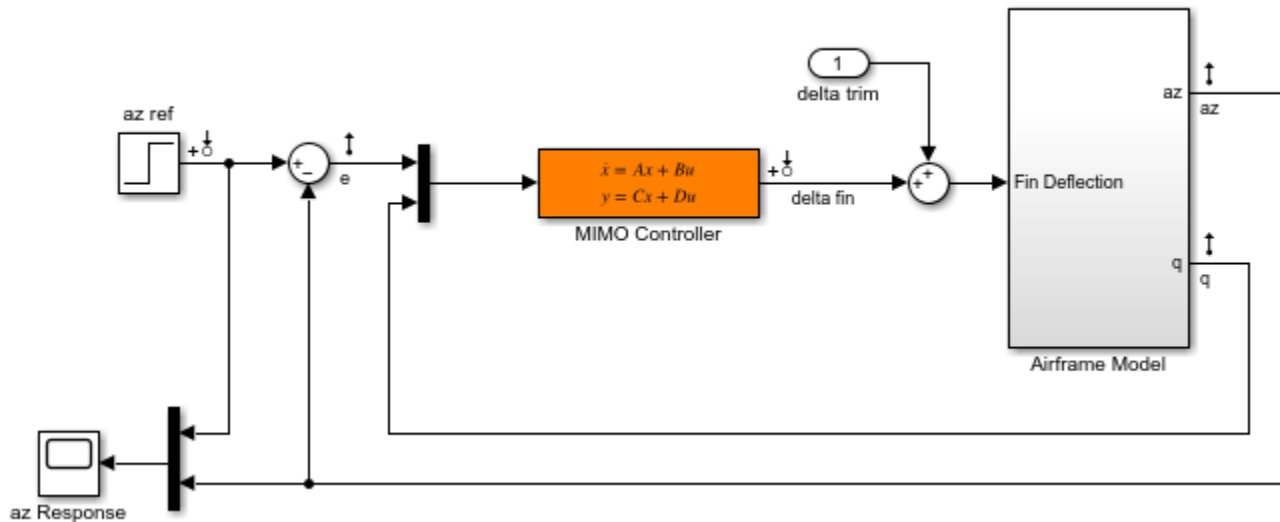 az ref
+
+
−
e
ẋ = Ax + Bu
y = Cx + Du
MIMO Controller
+
delta fin
1
delta trim
+
+
Fin Deflection
az
az
q
q
Airframe Model
az Response